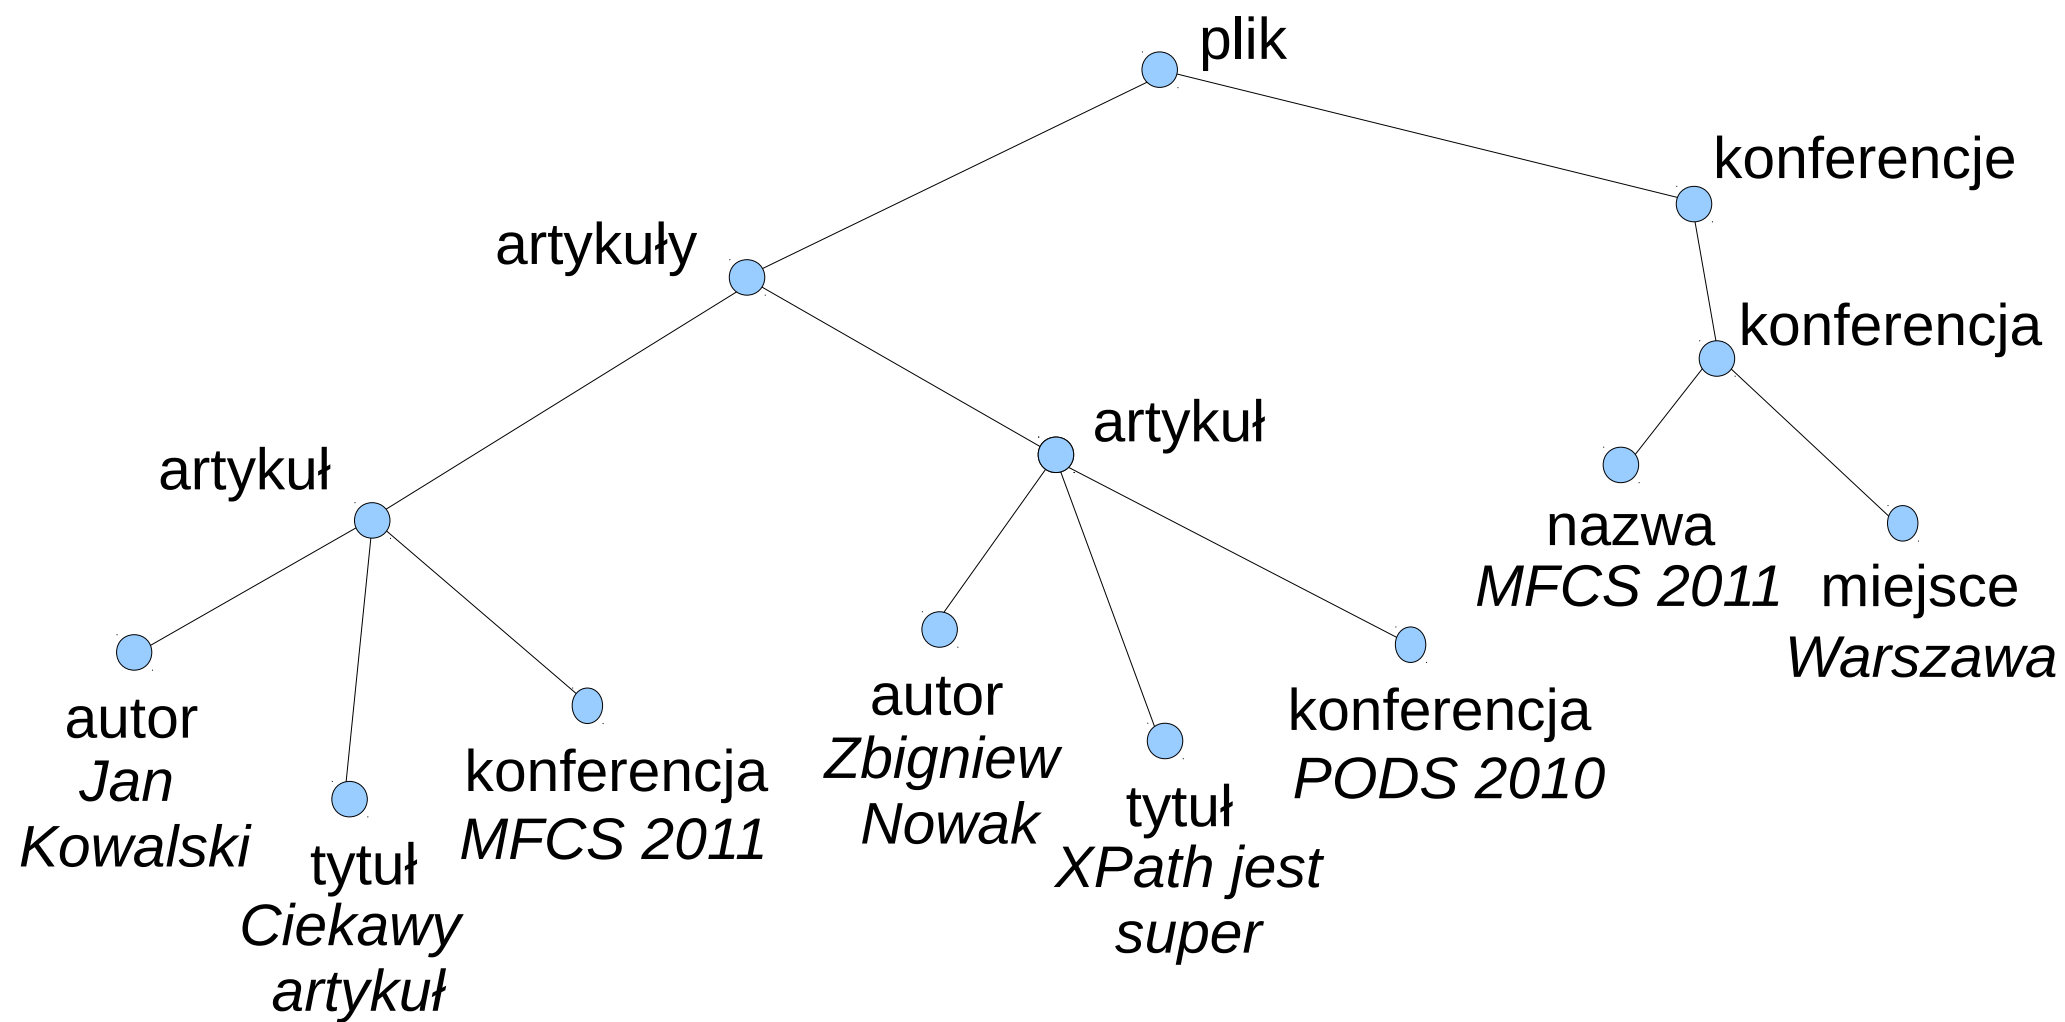 plik
konferencje
artykuły
konferencja
artykuł
artykuł
nazwa
MFCS 2011
miejsce
Warszawa
autor
Jan
Kowalski
tytuł
Ciekawy
artykuł
konferencja
MFCS 2011
autor
Zbigniew
Nowak
tytuł
XPath jest
super
konferencja
PODS 2010